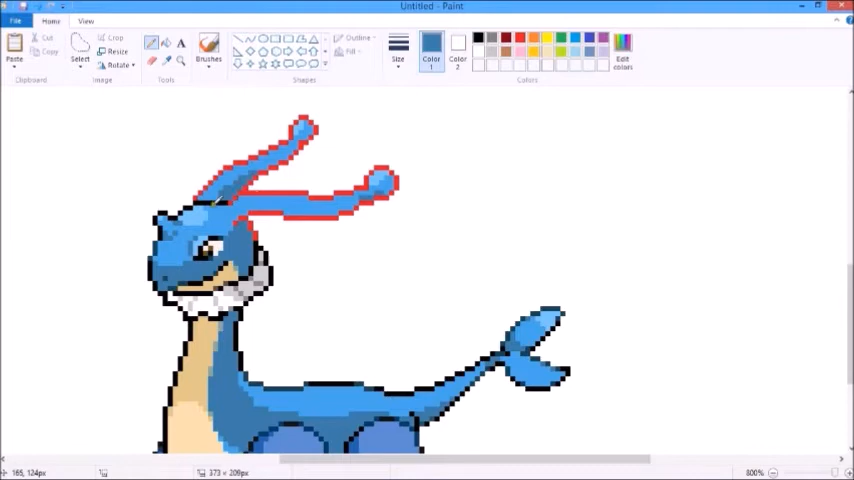 Untitled - Paint
File Home View
Paste
Cut
Copy
Clipboard
Select
Crop
Resize
Rotate
Image
A
Tools
Brushes
Outline
Fill
Shapes
Size
Color 1
Color 2
Colors
Edit colors
165, 124px
373 × 209px
800%